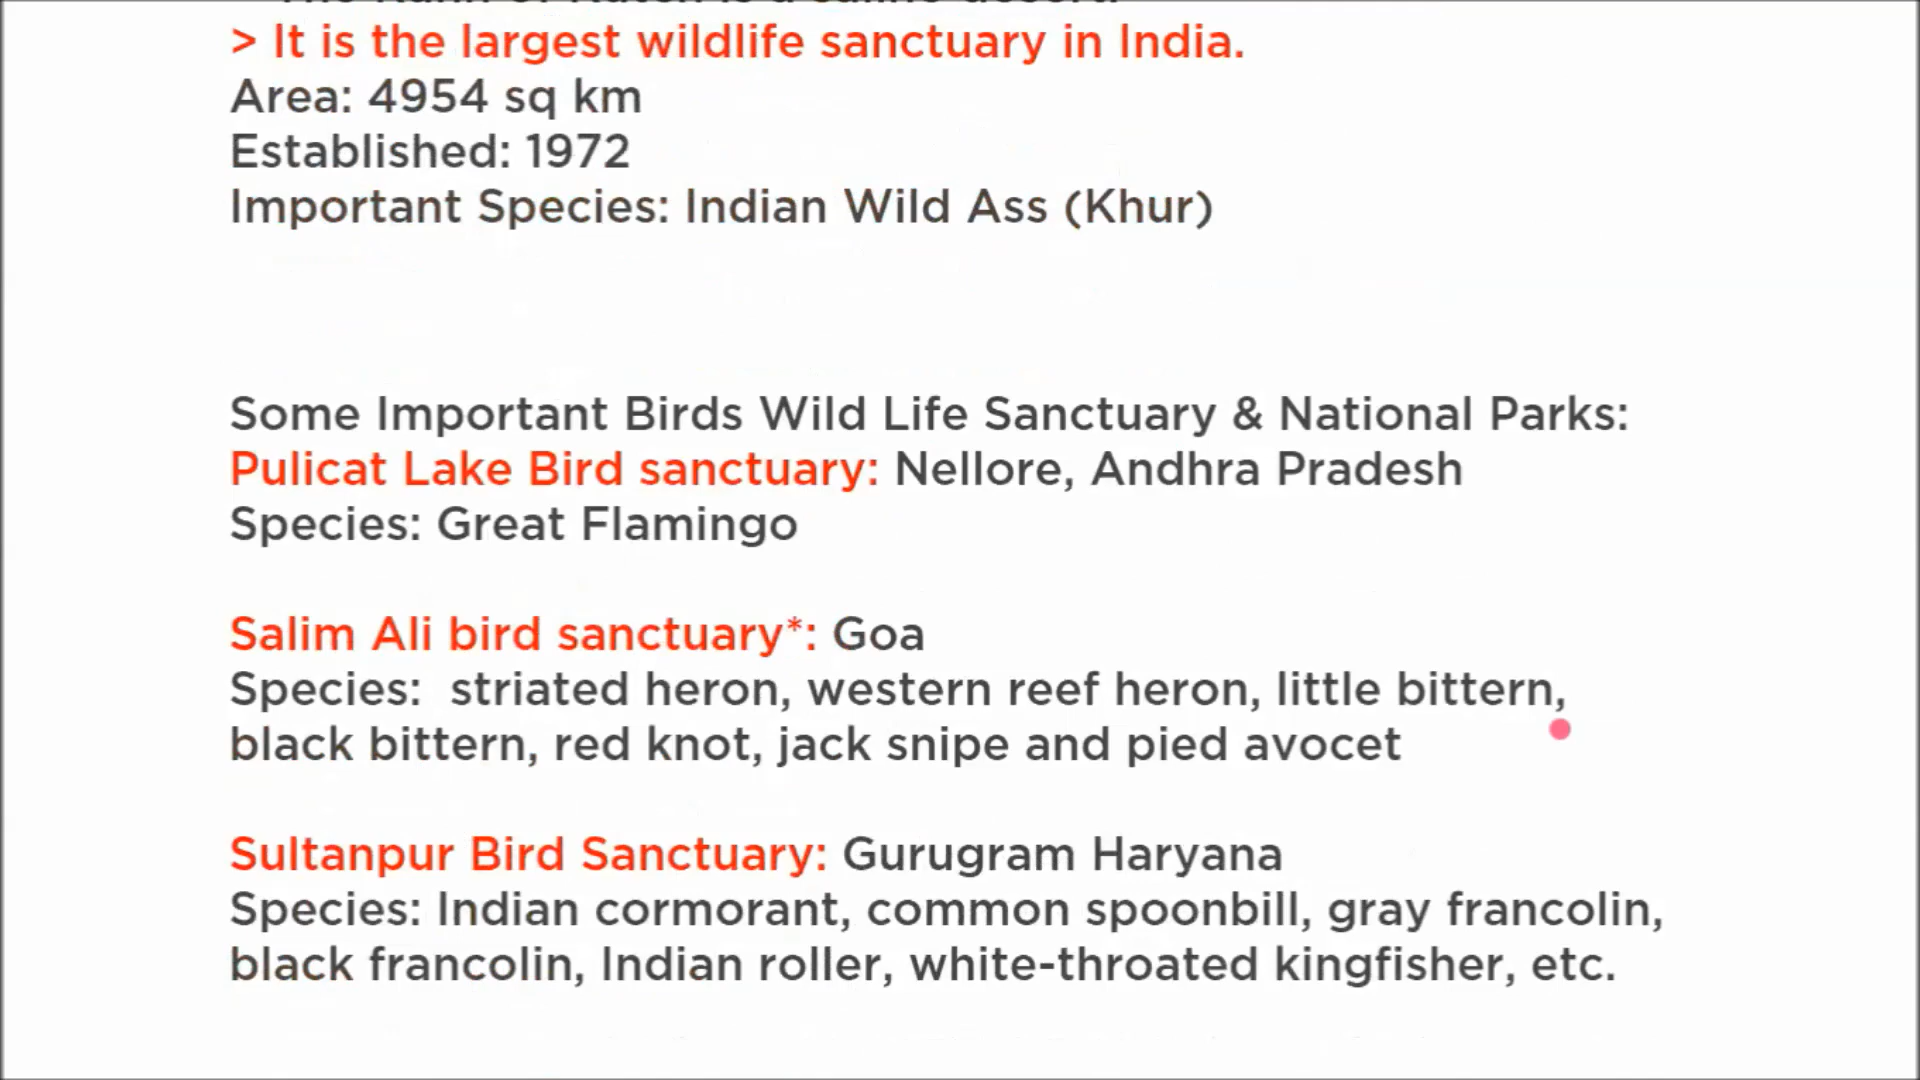 > It is the largest wildlife sanctuary in India.
Area: 4954 sq km
Established: 1972
Important Species: Indian Wild Ass (Khur)
Some Important Birds Wild Life Sanctuary & National Parks:
Pulicat Lake Bird sanctuary: Nellore, Andhra Pradesh
Species: Great Flamingo
Salim Ali bird sanctuary*: Goa
Species:  striated heron, western reef heron, little bittern,
black bittern, red knot, jack snipe and pied avocet
Sultanpur Bird Sanctuary: Gurugram Haryana
Species: Indian cormorant, common spoonbill, gray francolin,
black francolin, Indian roller, white-throated kingfisher, etc.